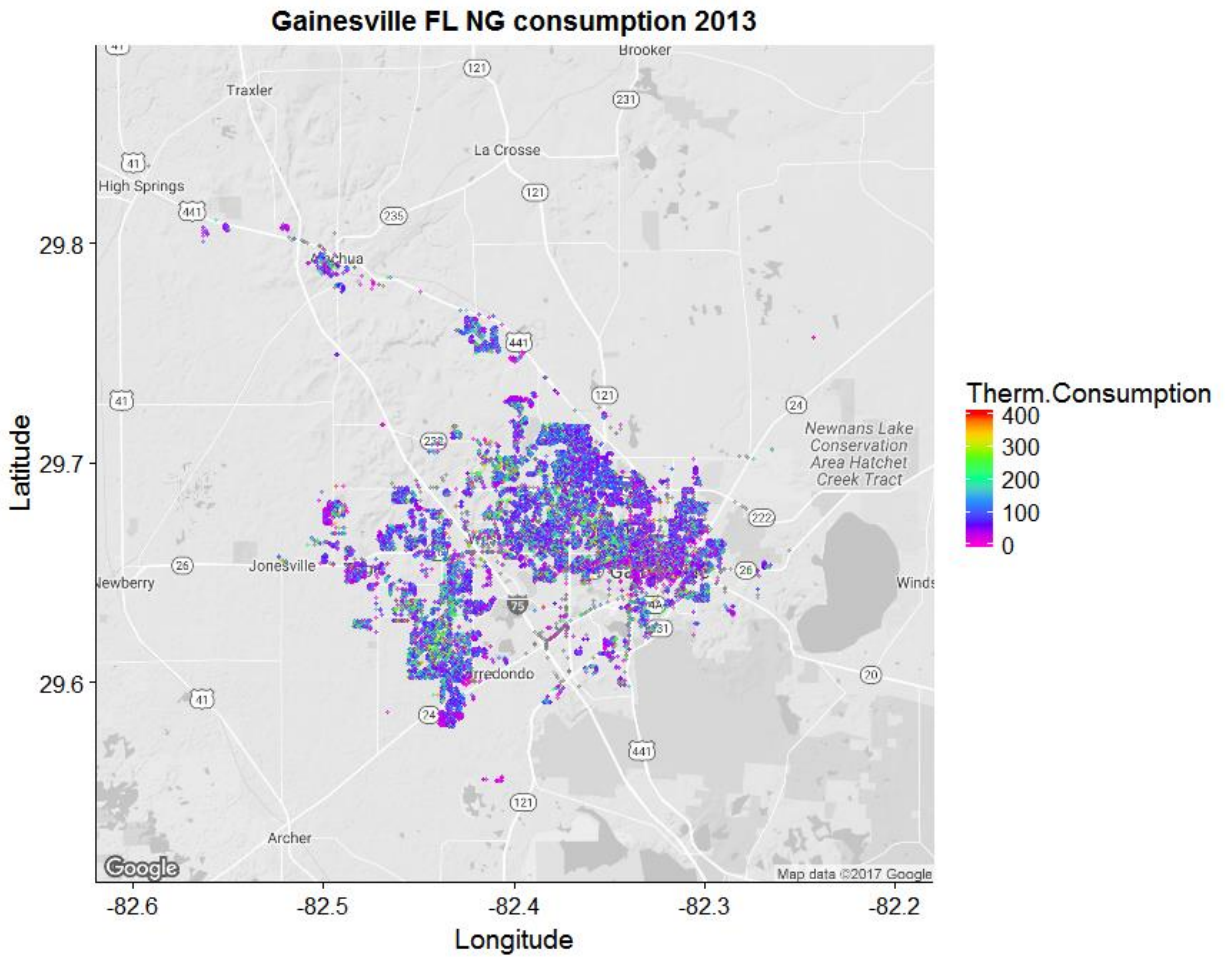 Gainesville FL NG consumption 2013
41
Brooker
121
Traxler
231
41
La Crosse
High Springs
121
441
235
29.8
441
Therm.Consumption
400
300
200
100
0
41
121
24
232
Newnans Lake
Conservation
Area Hatchet
Creek Tract
29.7
Latitude
222
26
Jonesville
26
Newberry
Winds
75
29.6
rredondo
20
41
24
441
121
Archer
Google
Map data ©2017 Google
-82.6
-82.5
-82.4
-82.3
-82.2
Longitude